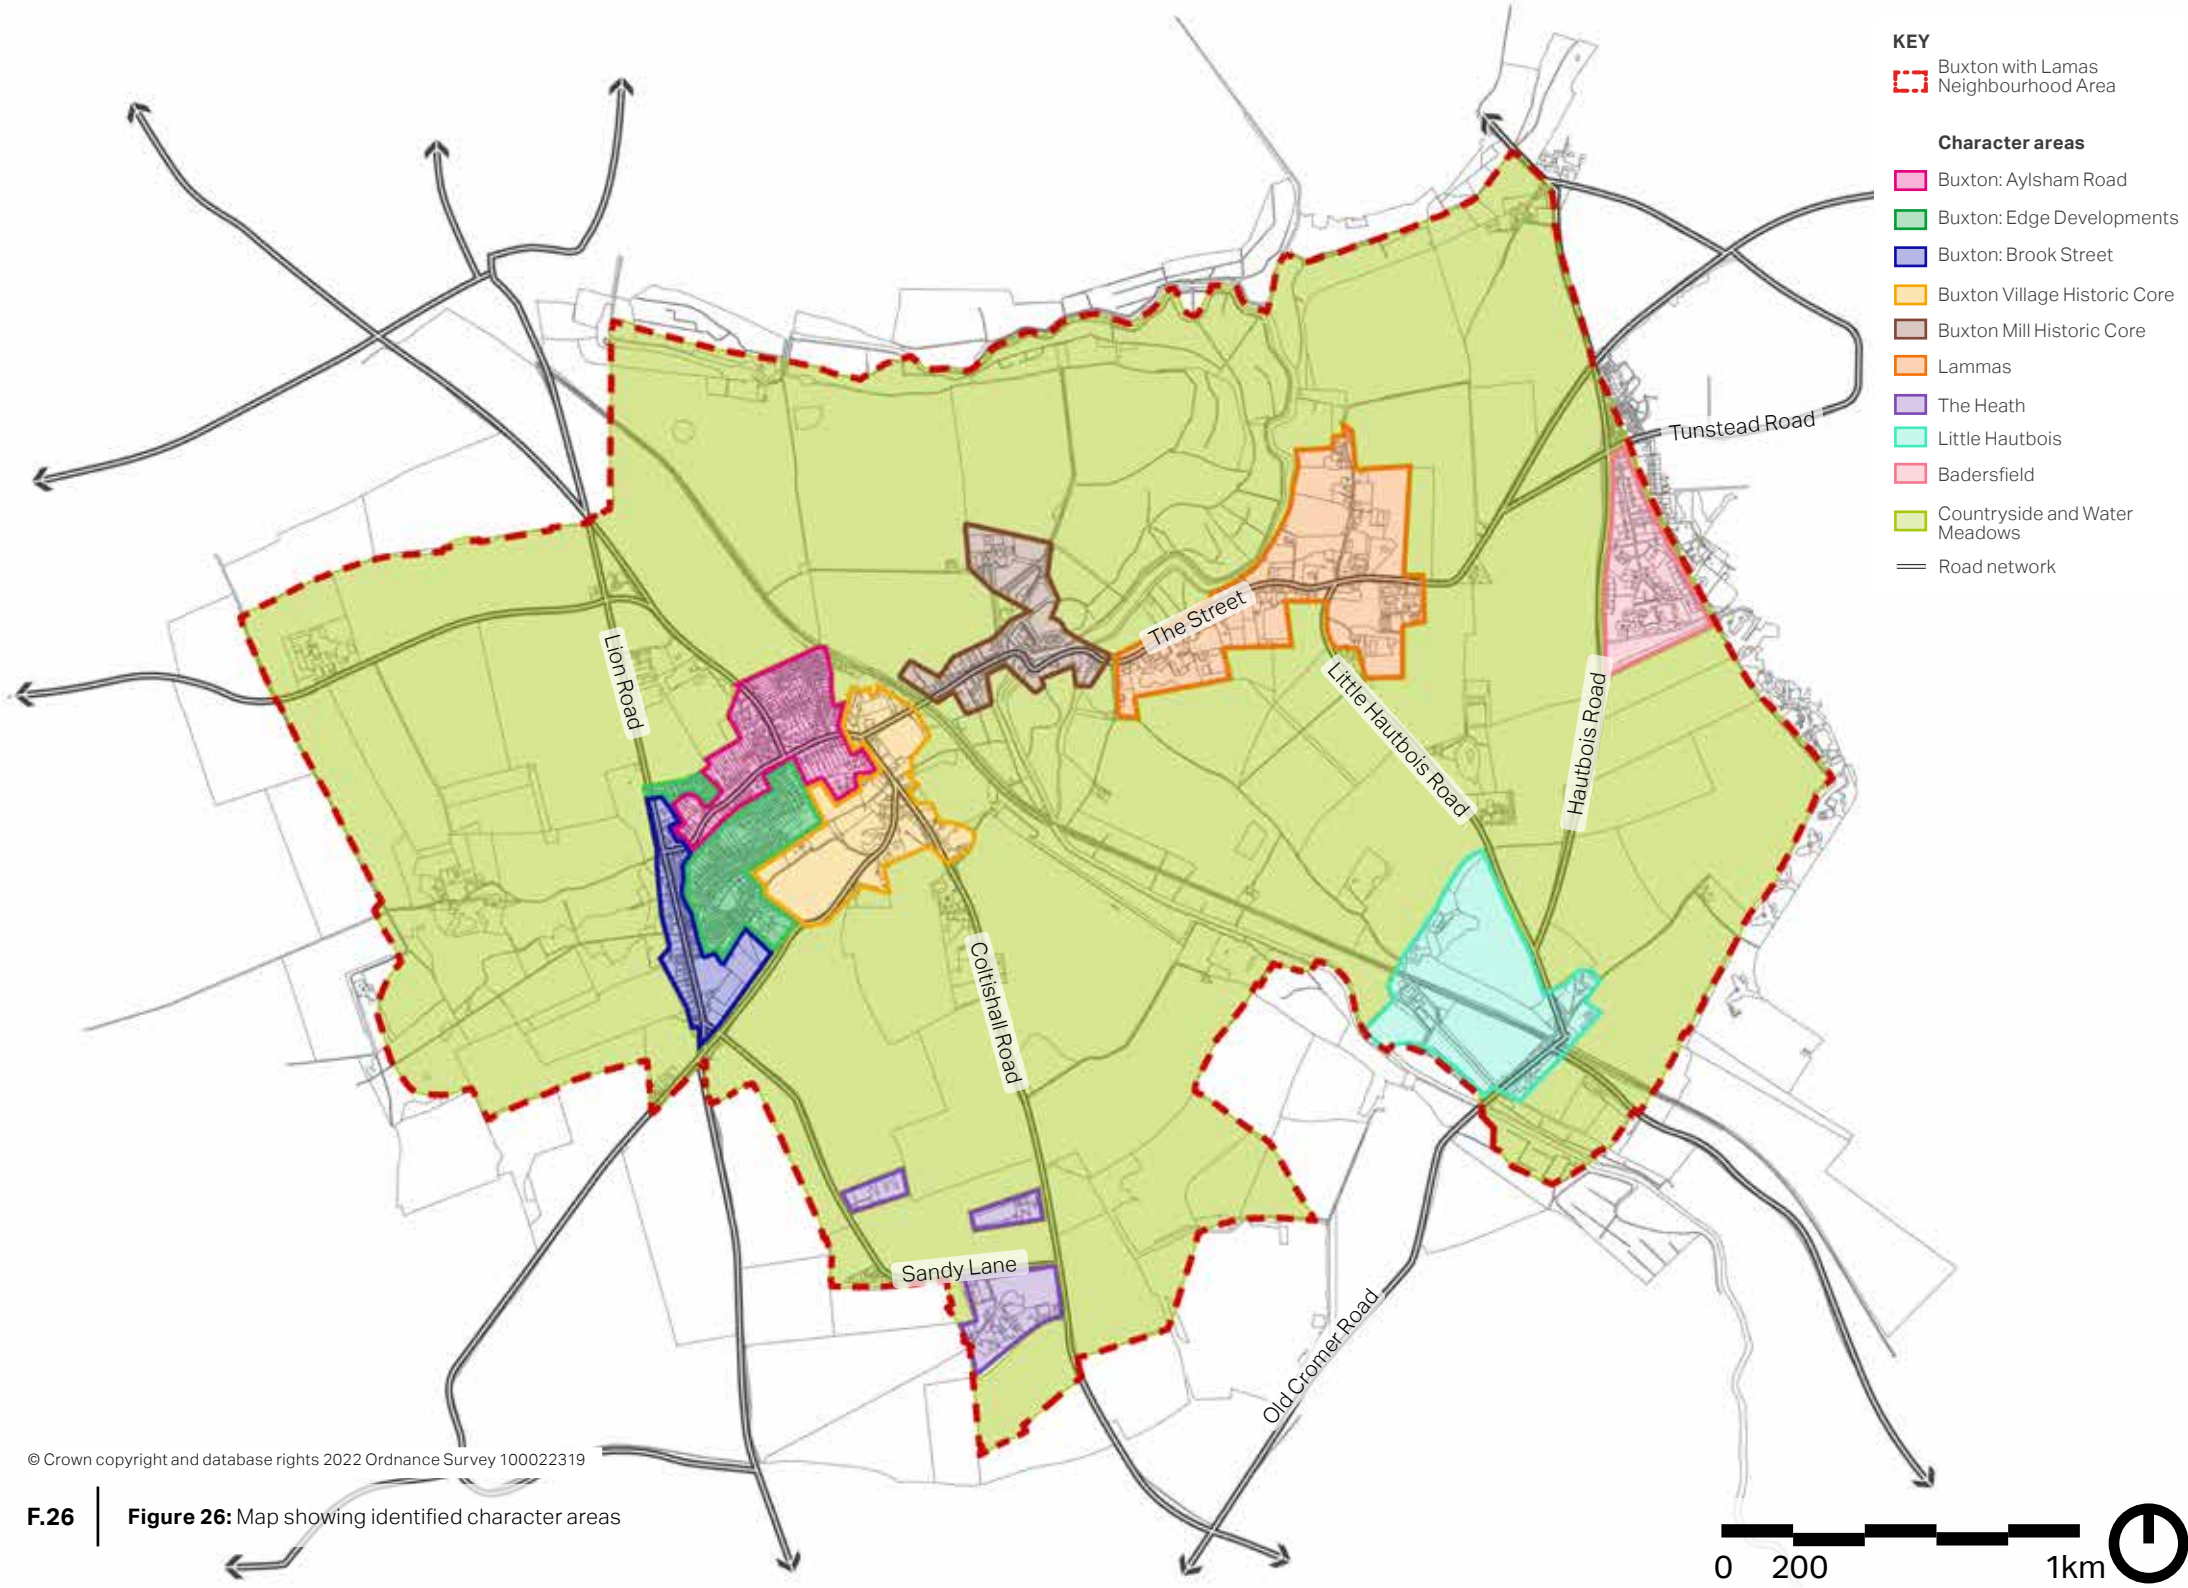 KEY
Buxton with Lamas
Neighbourhood Area
Character areas
Buxton: Aylsham Road
Buxton: Edge Developments
Buxton: Brook Street
Buxton Village Historic Core
Buxton Mill Historic Core
Lammas
The Heath
Little Hautbois
Badersfield
Countryside and Water
Meadows
Road network
Tunstead Road
The Street
Lion Road
Little Hautbois Road
Hautbois Road
Coltishall Road
Sandy Lane
Old Cromer Road
© Crown copyright and database rights 2022 Ordnance Survey 100022319
F.26
Figure 26: Map showing identified character areas
0 200 1km